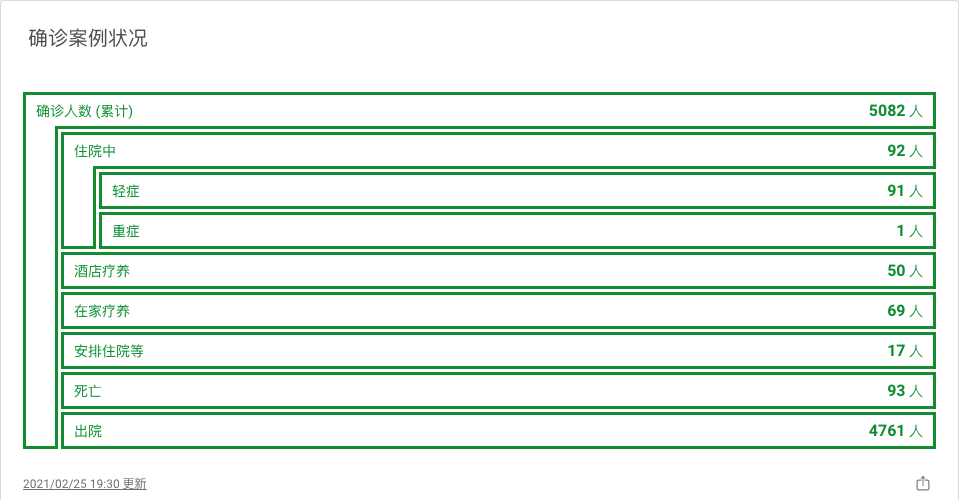 确诊案例状况
确诊人数 (累计) 5082 人
住院中 92 人
轻症 91 人
重症 1 人
酒店疗养 50 人
在家疗养 69 人
安排住院等 17 人
死亡 93 人
出院 4761 人
2021/02/25 19:30 更新